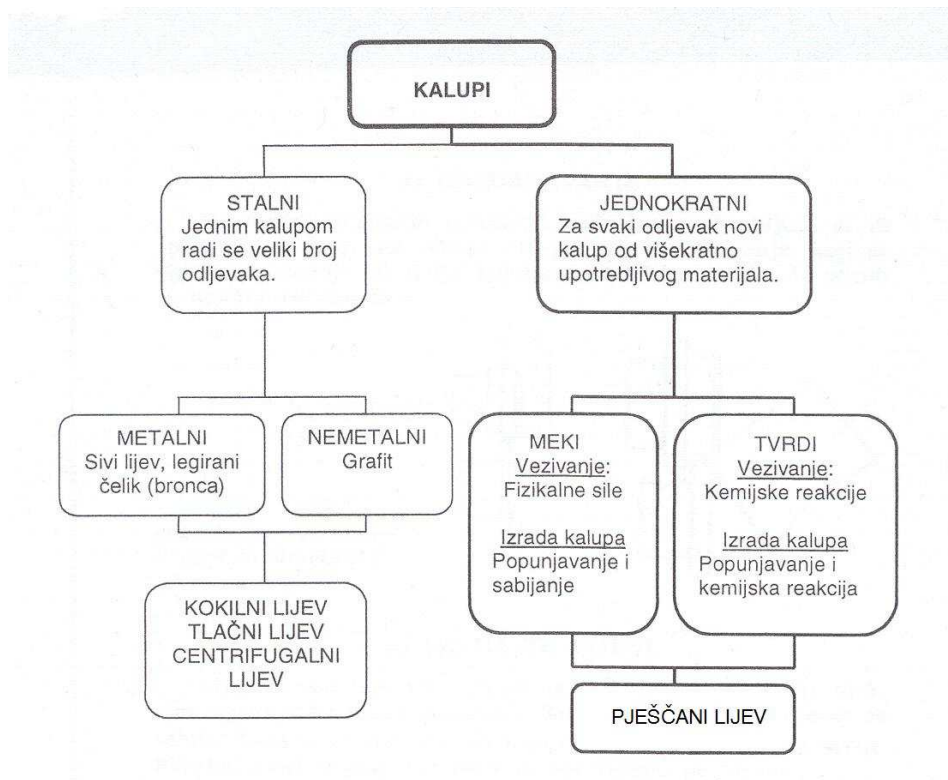 KALUPI
STALNI
Jednim kalupom
radi se veliki broj
odljevaka.
JEDNOKRATNI
Za svaki odljevak novi
kalup od višekratno
upotrebljivog materijala.
METALNI
Sivi lijev, legirani
čelik (bronca)
NEMETALNI
Grafit
MEKI
Vezivanje:
Fizikalne sile
Izrada kalupa
Popunjavanje i
sabijanje
TVRDI
Vezivanje:
Kemijske reakcije
Izrada kalupa
Popunjavanje i
kemijska reakcija
KOKILNI LIJEV
TLAČNI LIJEV
CENTRIFUGALNI
LIJEV
PJEŠČANI LIJEV